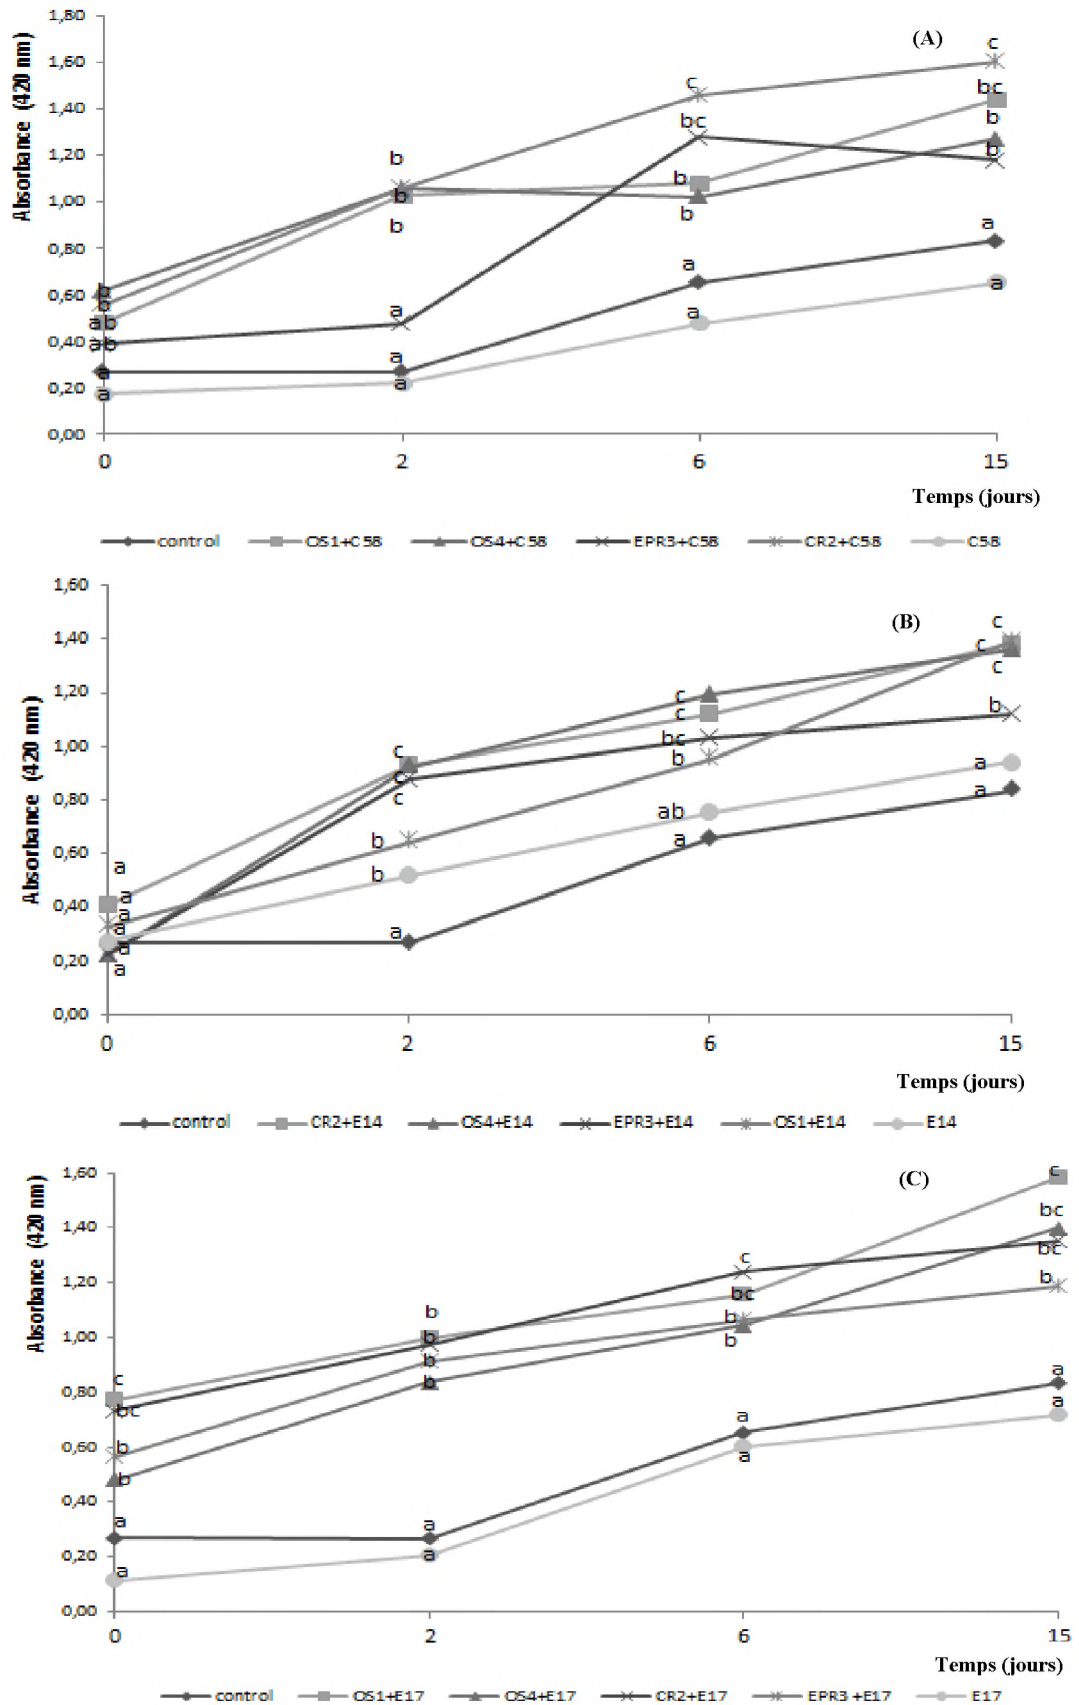 (A)
Absorbance (420 nm)
1,80
1,60
1,40
1,20
1,00
0,80
0,60
0,40
0,20
0,00
b
b
ab
ab
a
a
b
b
b
a
a
a
c
bc
b
b
a
a
c
bc
b
b
a
a
0 2 6 15
Temps (jours)
control OS1+C58 OS4+C58 EPR3+C58 CR2+C58 C58
(B)
Absorbance (420 nm)
1,60
1,40
1,20
1,00
0,80
0,60
0,40
0,20
0,00
a
a
a
a
a
a
c
c
c
b
b
a
c
c
bc
b
ab
a
c
c
c
b
a
a
0 2 6 15
Temps (jours)
control CR2+E14 OS4+E14 EPR3+E14 OS1+E14 E14
(C)
Absorbance (420 nm)
1,60
1,40
1,20
1,00
0,80
0,60
0,40
0,20
0,00
c
bc
b
b
a
a
b
b
b
b
a
a
c
bc
b
b
a
a
c
bc
bc
b
a
a
0 2 6 15
Temps (jours)
control OS1+E17 OS4+E17 CR2+E17 EPR3+E17 E17